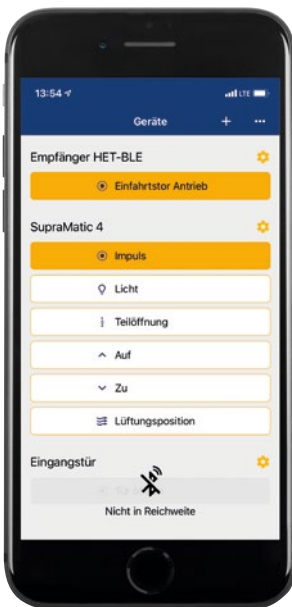 13:54
LTE
Geräte
Empfänger HET-BLE
Einfahrtstor Antrieb
SupraMatic 4
Impuls
Licht
Teilöffnung
Auf
Zu
Lüftungsposition
Eingangstür
Nicht in Reichweite